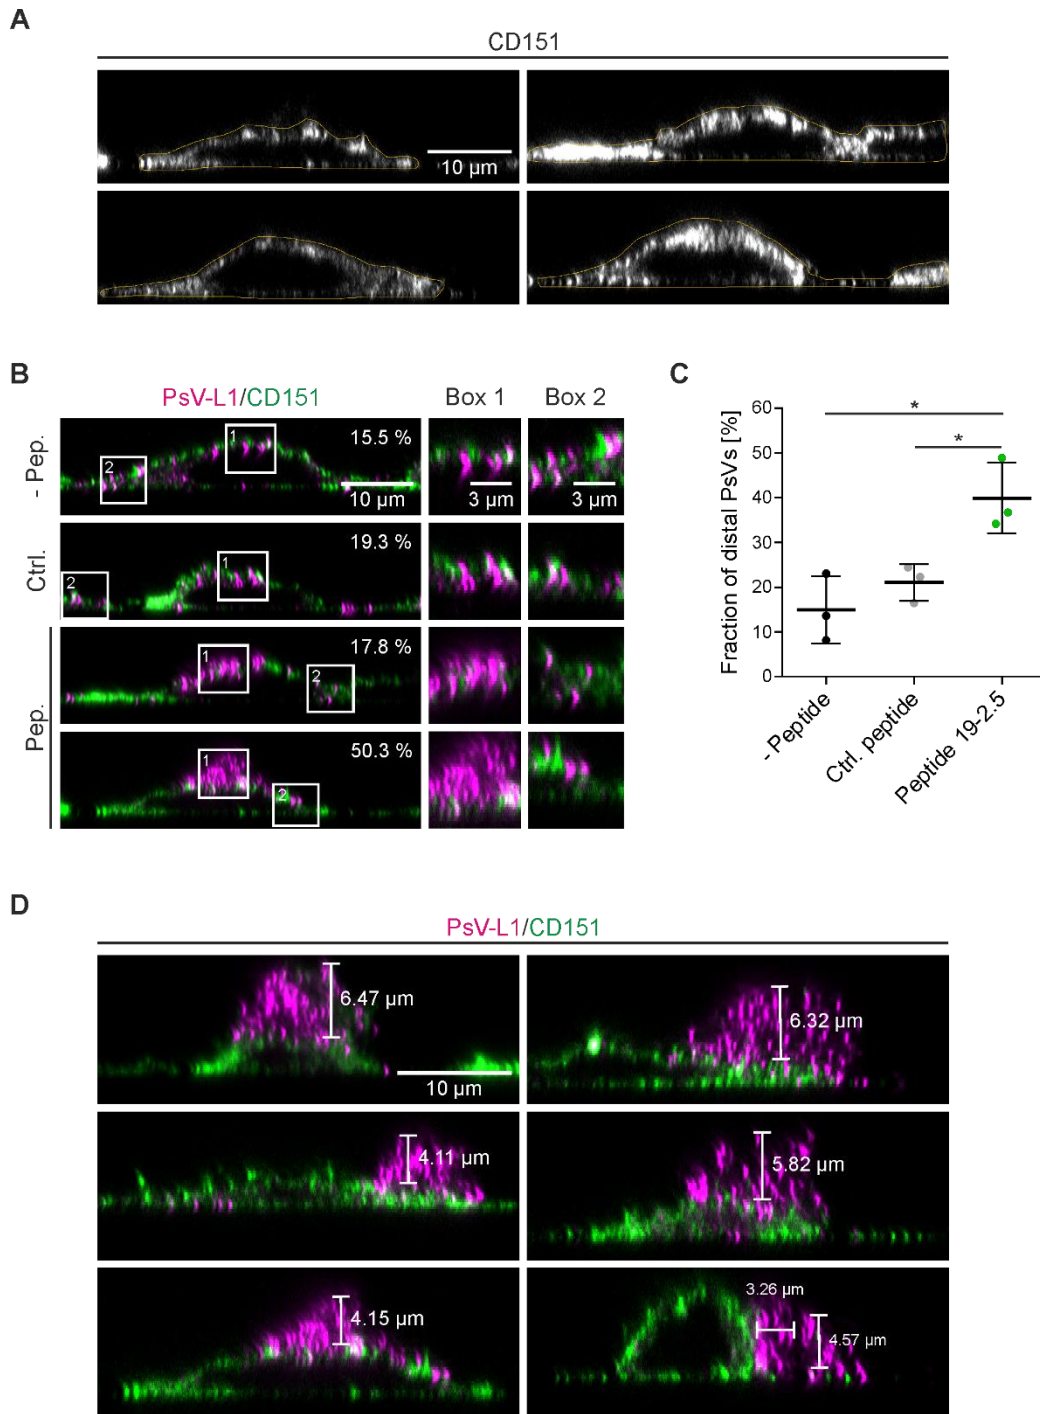 A
CD151
10 µm
B
PsV-L1/CD151
Box 1
Box 2
- Pep.
1
2
15.5 %
10 µm
3 µm
3 µm
Ctrl.
1
2
19.3 %
Pep.
1
2
17.8 %
1
2
50.3 %
C
Fraction of distal PsVs [%]
60
50
40
30
20
10
0
*
*
- Peptide
Ctrl. peptide
Peptide 19-2.5
D
PsV-L1/CD151
6.47 µm
10 µm
6.32 µm
4.11 µm
5.82 µm
4.15 µm
3.26 µm
4.57 µm